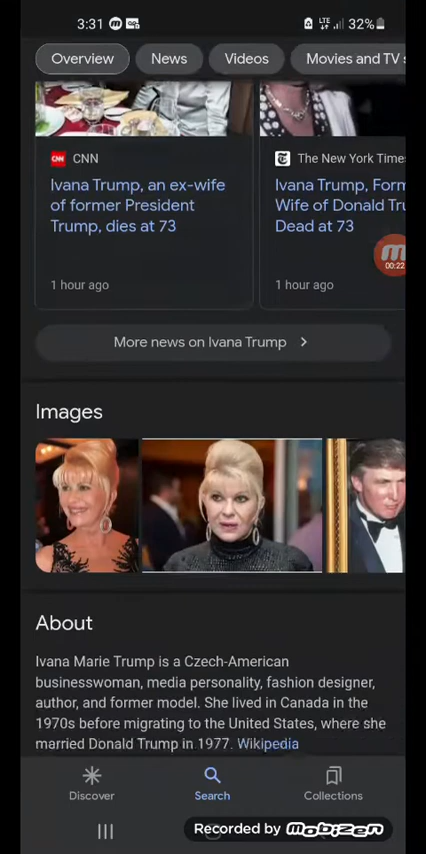 3:31
LTE
32%
Overview
News
Videos
Movies and TV
CNN
CNN
Ivana Trump, an ex-wife
of former President
Trump, dies at 73
1 hour ago
The New York Times
Ivana Trump, Form
Wife of Donald Tru
Dead at 73
1 hour ago
00:22
More news on Ivana Trump
Images
About
Ivana Marie Trump is a Czech-American
businesswoman, media personality, fashion designer,
author, and former model. She lived in Canada in the
1970s before migrating to the United States, where she
married Donald Trump in 1977. Wikipedia
Discover
Search
Collections
Recorded by mobizen